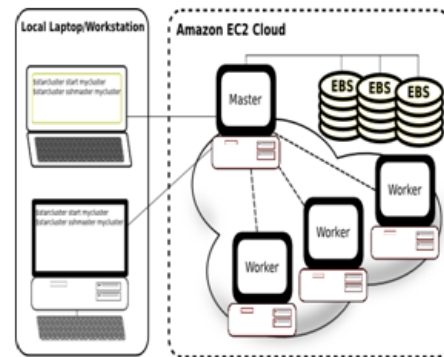 Local Laptop/Workstation
$starcluster start mycluster
$starcluster sshmaster mycluster
$starcluster start mycluster
$starcluster sshmaster mycluster
Amazon EC2 Cloud
Master
EBS
EBS
EBS
Worker
Worker
Worker